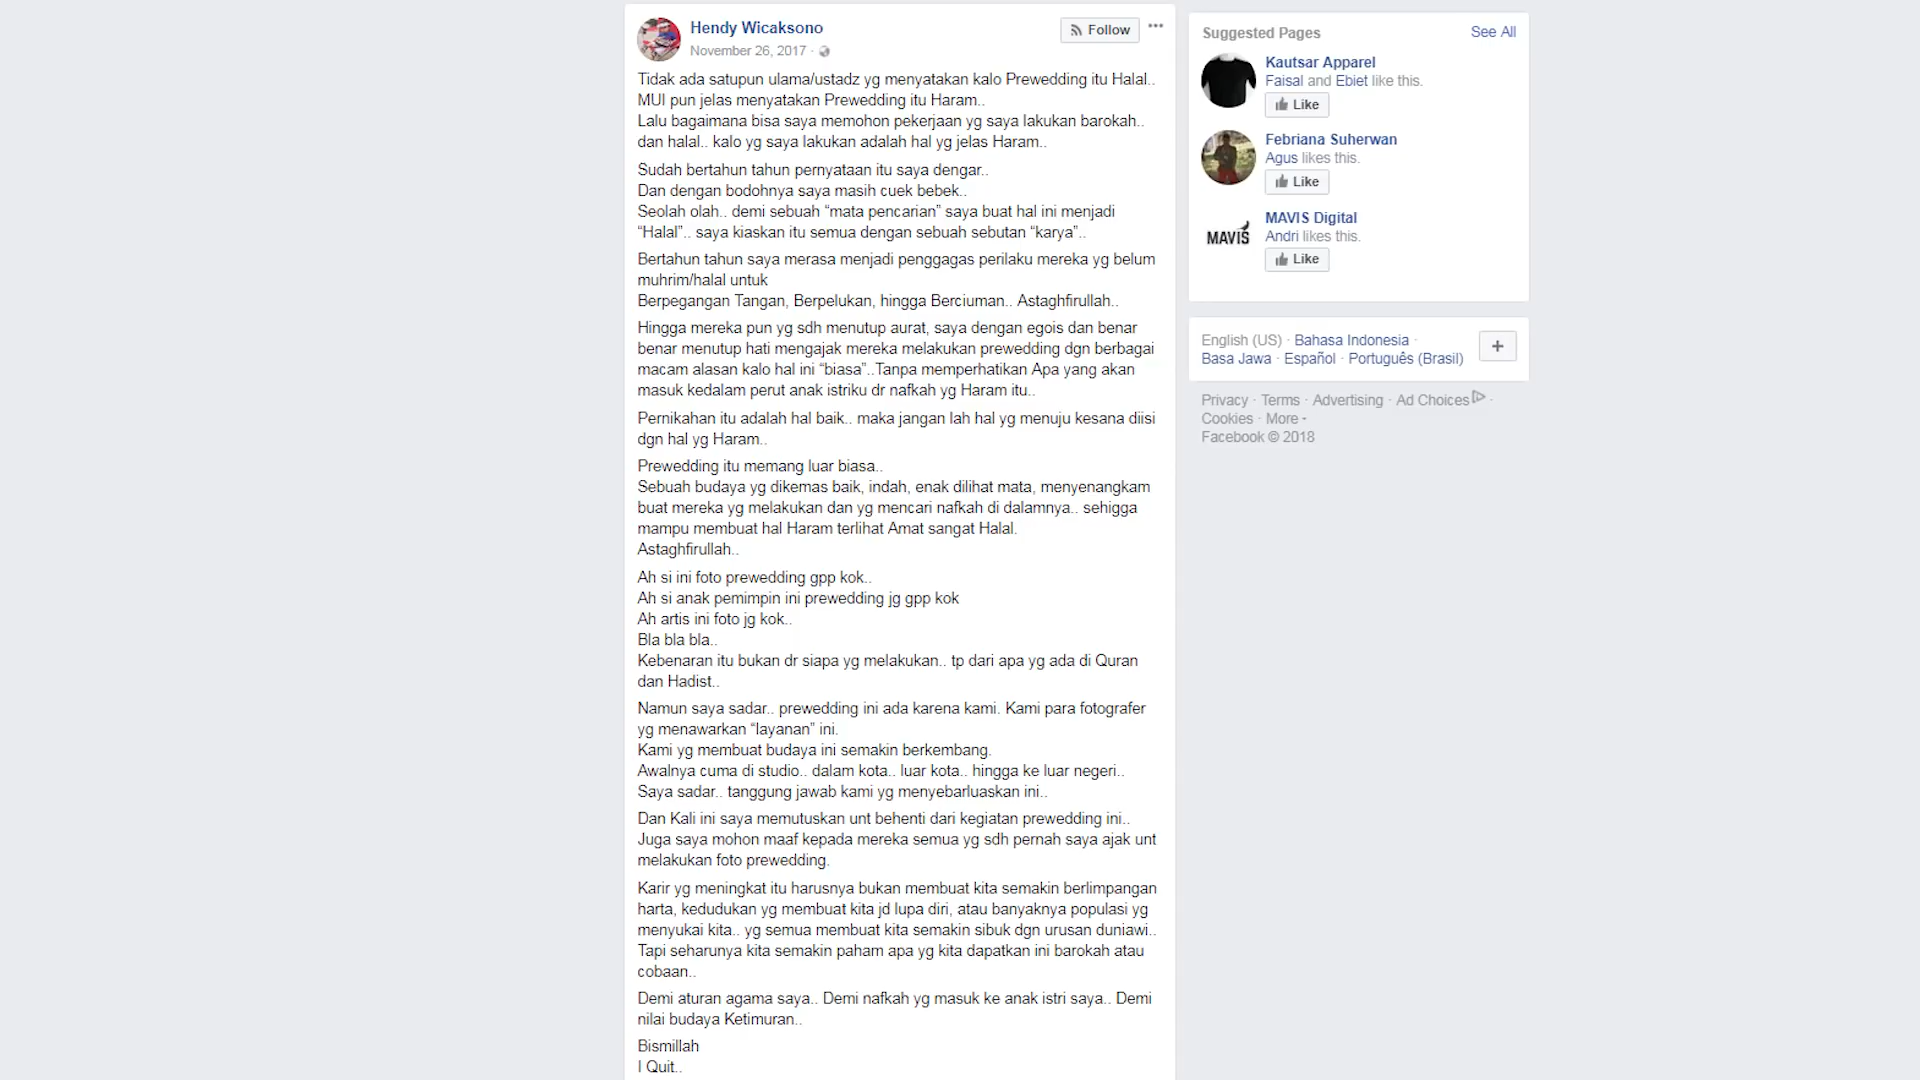 Hendy Wicaksono
November 26, 2017 ·
Follow
Tidak ada satupun ulama/ustadz yg menyatakan kalo Prewedding itu Halal..
MUI pun jelas menyatakan Prewedding itu Haram..
Lalu bagaimana bisa saya memohon pekerjaan yg saya lakukan barokah..
dan halal.. kalo yg saya lakukan adalah hal yg jelas Haram..
Sudah bertahun tahun pernyataan itu saya dengar..
Dan dengan bodohnya saya masih cuek bebek..
Seolah olah.. demi sebuah “mata pencarian” saya buat hal ini menjadi
“Halal”.. saya kiaskan itu semua dengan sebuah sebutan “karya”..
Bertahun tahun saya merasa menjadi penggagas perilaku mereka yg belum
muhrim/halal untuk
Berpegangan Tangan, Berpelukan, hingga Berciuman.. Astaghfirullah..
Hingga mereka pun yg sdh menutup aurat, saya dengan egois dan benar
benar menutup hati mengajak mereka melakukan prewedding dgn berbagai
macam alasan kalo hal ini “biasa”..Tanpa memperhatikan Apa yang akan
masuk kedalam perut anak istriku dr nafkah yg Haram itu..
Pernikahan itu adalah hal baik.. maka jangan lah hal yg menuju kesana diisi
dgn hal yg Haram..
Prewedding itu memang luar biasa..
Sebuah budaya yg dikemas baik, indah, enak dilihat mata, menyenangkam
buat mereka yg melakukan dan yg mencari nafkah di dalamnya.. sehigga
mampu membuat hal Haram terlihat Amat sangat Halal.
Astaghfirullah..
Ah si ini foto prewedding gpp kok..
Ah si anak pemimpin ini prewedding jg gpp kok
Ah artis ini foto jg kok..
Bla bla bla..
Kebenaran itu bukan dr siapa yg melakukan.. tp dari apa yg ada di Quran
dan Hadist..
Namun saya sadar.. prewedding ini ada karena kami. Kami para fotografer
yg menawarkan “layanan” ini.
Kami yg membuat budaya ini semakin berkembang.
Awalnya cuma di studio.. dalam kota.. luar kota.. hingga ke luar negeri..
Saya sadar.. tanggung jawab kami yg menyebarluaskan ini..
Dan Kali ini saya memutuskan unt behenti dari kegiatan prewedding ini..
Juga saya mohon maaf kepada mereka semua yg sdh pernah saya ajak unt
melakukan foto prewedding.
Karir yg meningkat itu harusnya bukan membuat kita semakin berlimpangan
harta, kedudukan yg membuat kita jd lupa diri, atau banyaknya populasi yg
menyukai kita.. yg semua membuat kita semakin sibuk dgn urusan duniawi..
Tapi seharunya kita semakin paham apa yg kita dapatkan ini barokah atau
cobaan..
Demi aturan agama saya.. Demi nafkah yg masuk ke anak istri saya.. Demi
nilai budaya Ketimuran..
Bismillah
I Quit..
Suggested Pages
See All
Kautsar Apparel
Faisal and Ebiet like this.
Like
Febriana Suherwan
Agus likes this.
Like
MAVIS
MAVIS Digital
Andri likes this.
Like
English (US) · Bahasa Indonesia ·
Basa Jawa · Español · Português (Brasil)
+
Privacy · Terms · Advertising · Ad Choices ·
Cookies · More
Facebook © 2018